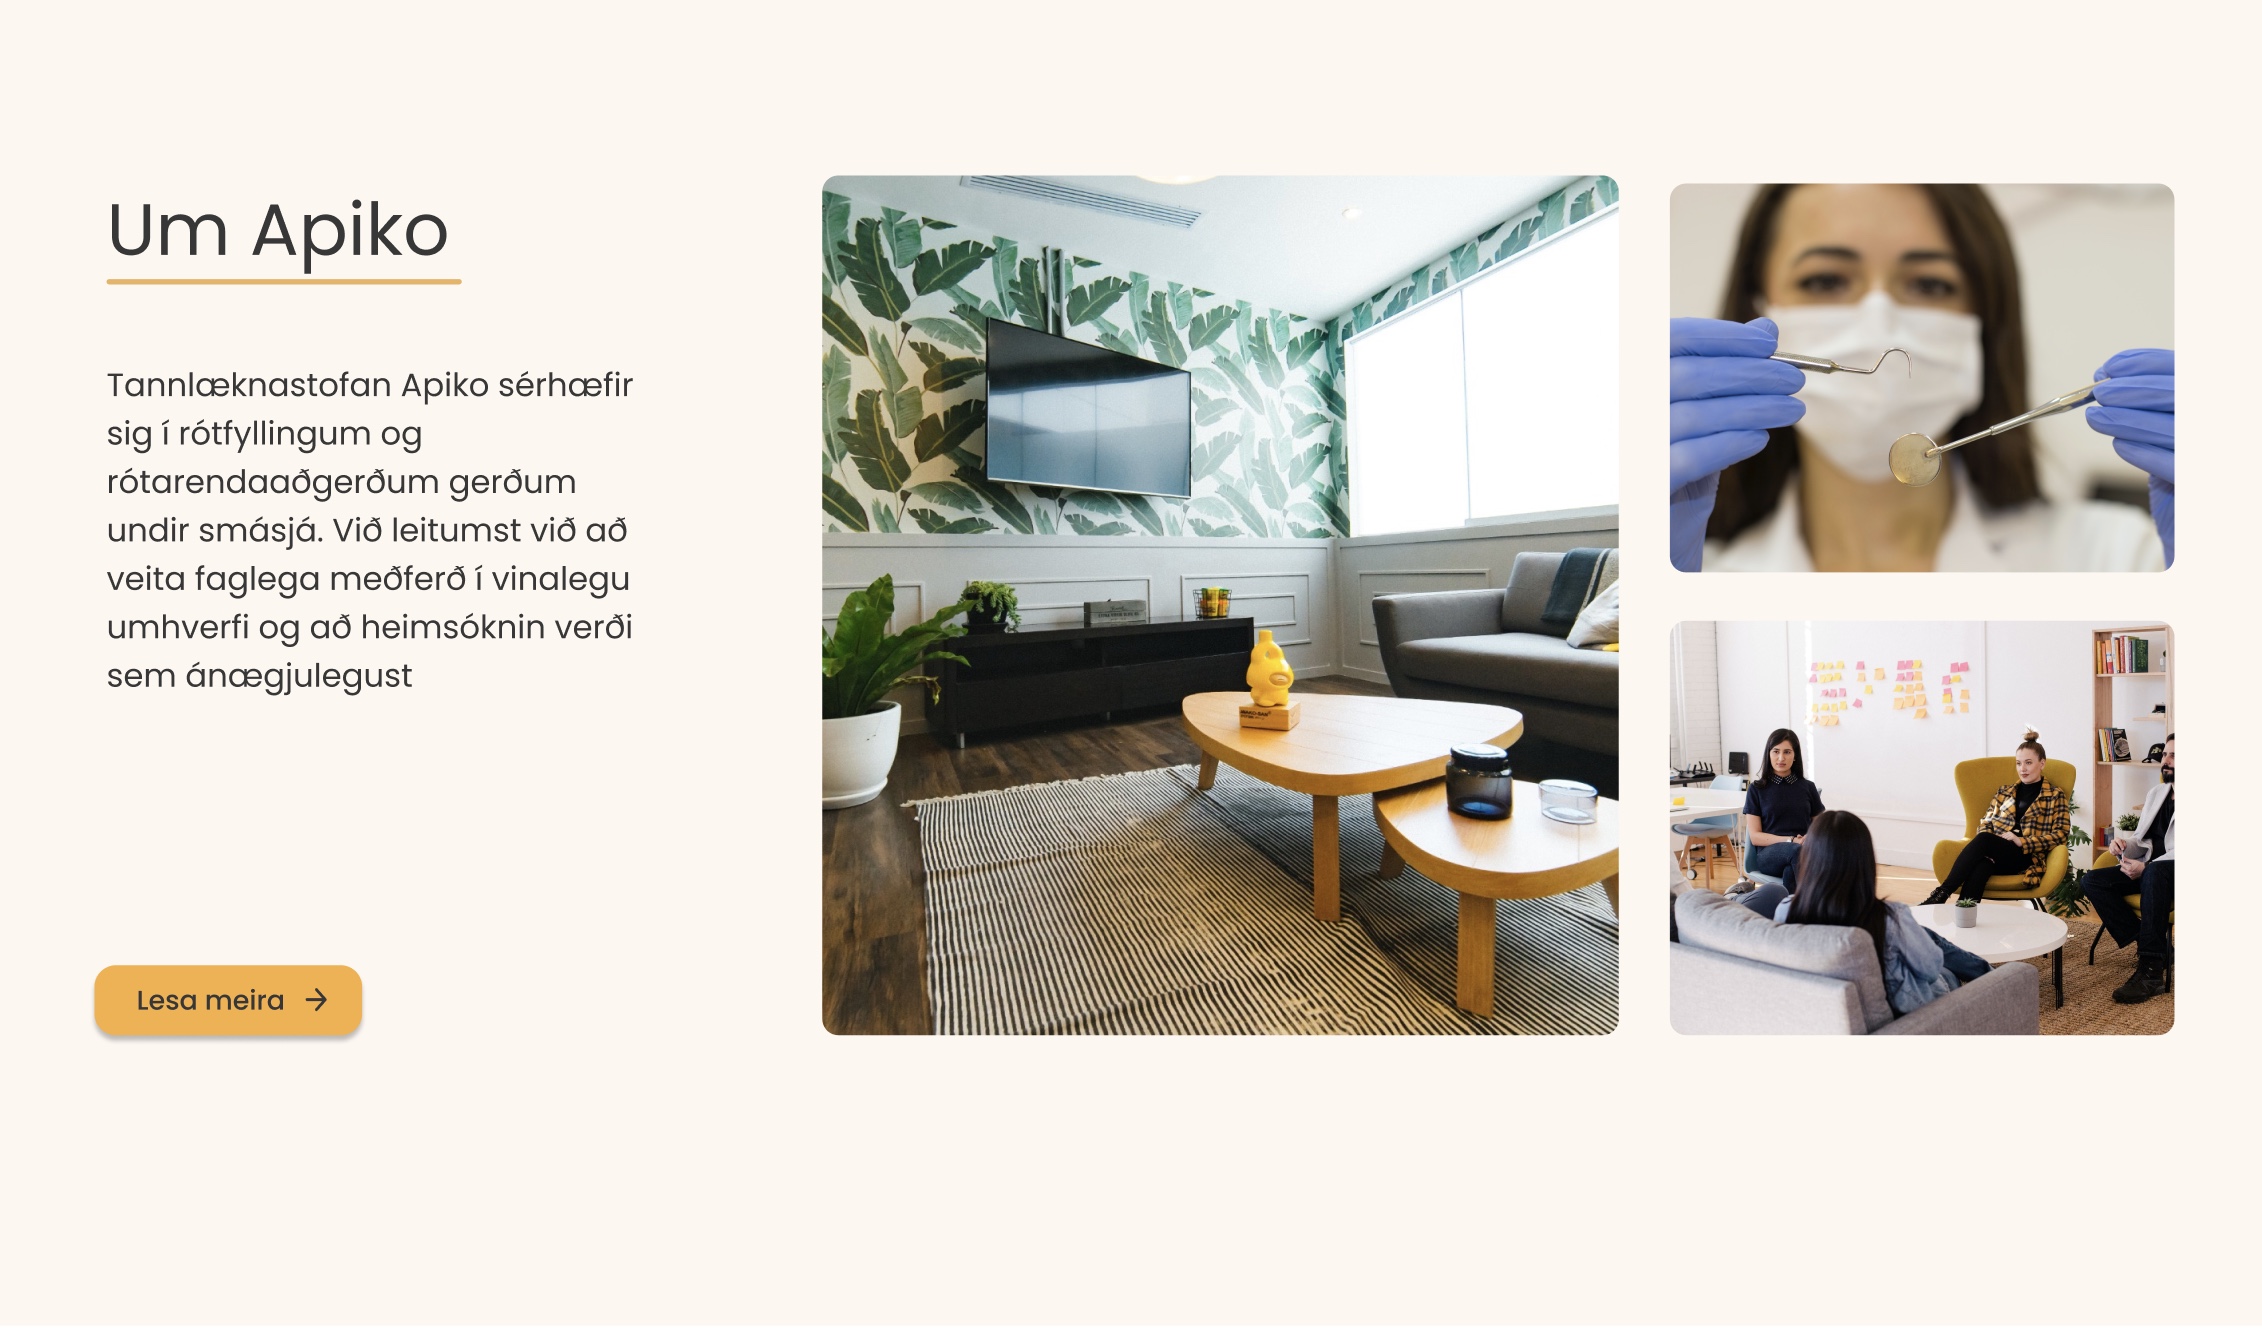 Um Apiko
Tannlæknastofan Apiko sérhæfir
sig í rótfyllingum og
rótarendaaðgerðum gerðum
undir smásjá. Við leitumst við að
veita faglega meðferð í vinalegu
umhverfi og að heimsóknin verði
sem ánægjulegust
Lesa meira →